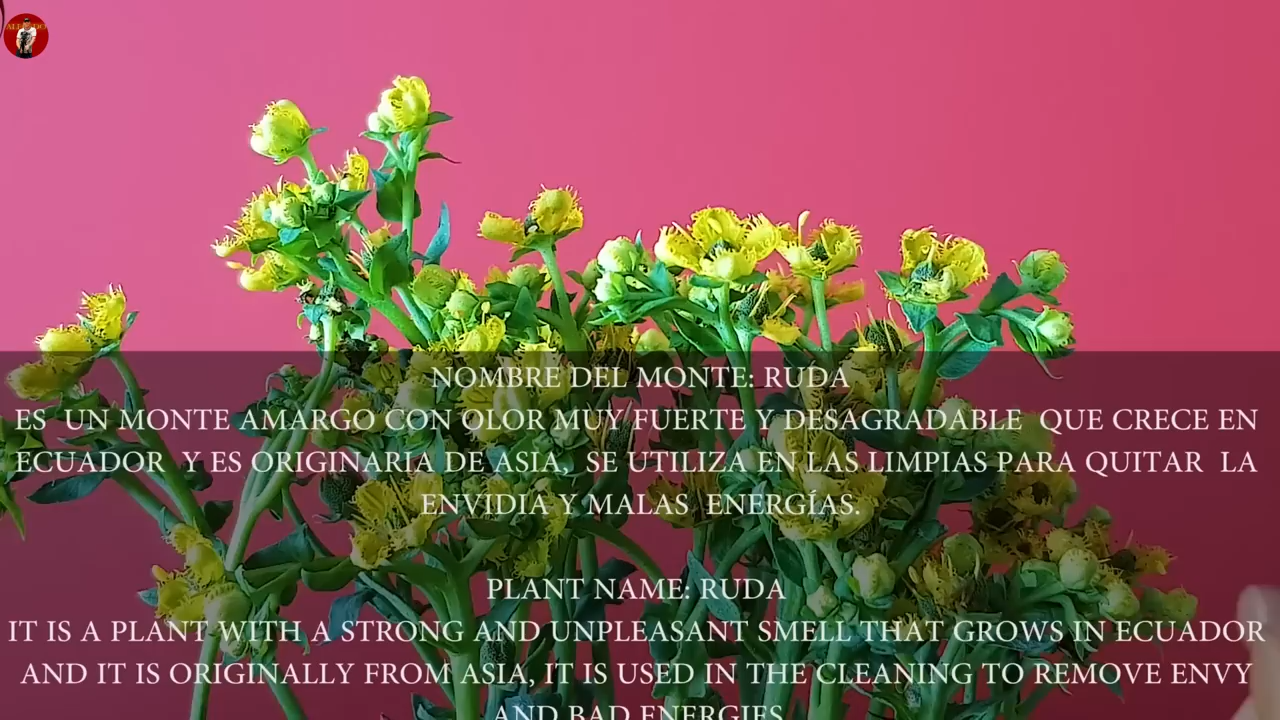 NOMBRE DEL MONTE: RUDA
ES UN MONTE AMARGO CON OLOR MUY FUERTE Y DESAGRADABLE QUE CRECE EN
ECUADOR Y ES ORIGINARIA DE ASIA, SE UTILIZA EN LAS LIMPIAS PARA QUITAR LA
ENVIDIA Y MALAS ENERGÍAS.
PLANT NAME: RUDA
IT IS A PLANT WITH A STRONG AND UNPLEASANT SMELL THAT GROWS IN ECUADOR
AND IT IS ORIGINALLY FROM ASIA, IT IS USED IN THE CLEANING TO REMOVE ENVY
AND BAD ENERGIES.